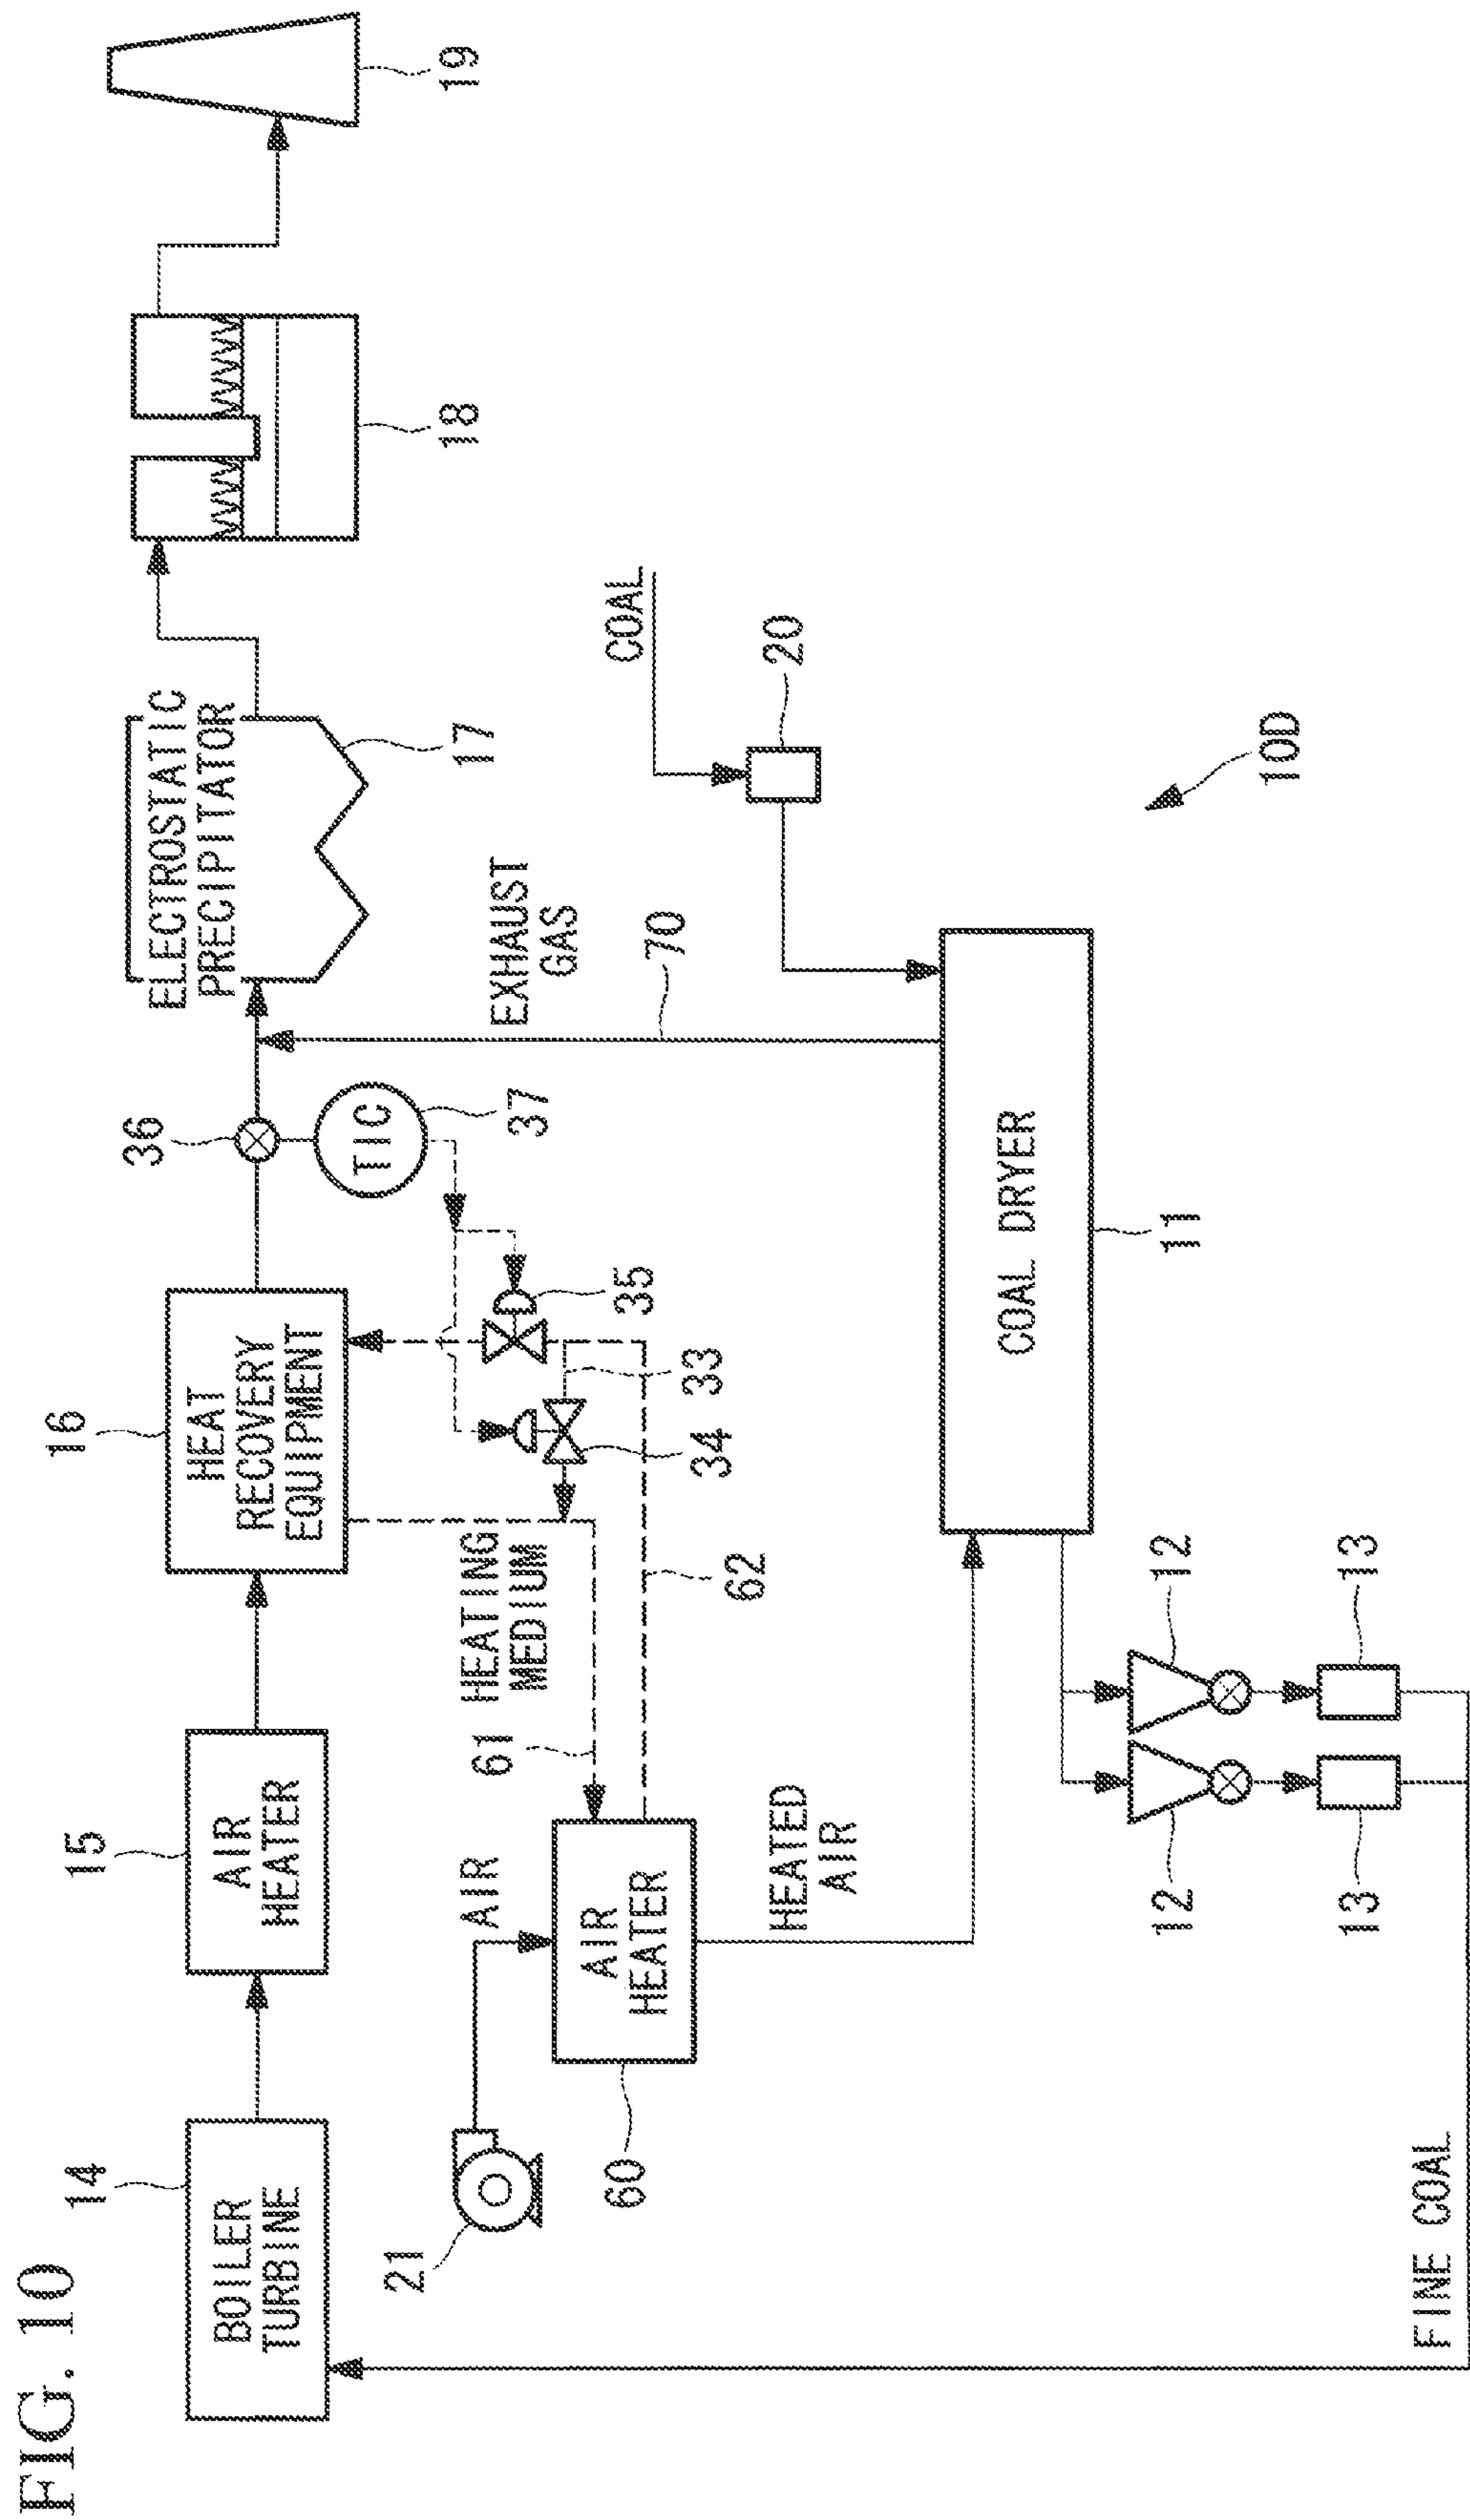 FIG. 10
14
BOILER
TURBINE
15
AIR
HEATER
16
HEAT
RECOVERY
EQUIPMENT
36
TIC
37
ELECTROSTATIC
PRECIPITATOR
17
18
19
21
AIR
60
AIR
HEATER
61
HEATING
MEDIUM
62
33
34
35
EXHAUST
GAS
70
COAL
20
HEATED
AIR
COAL DRYER
11
10D
12
12
13
13
FINE COAL